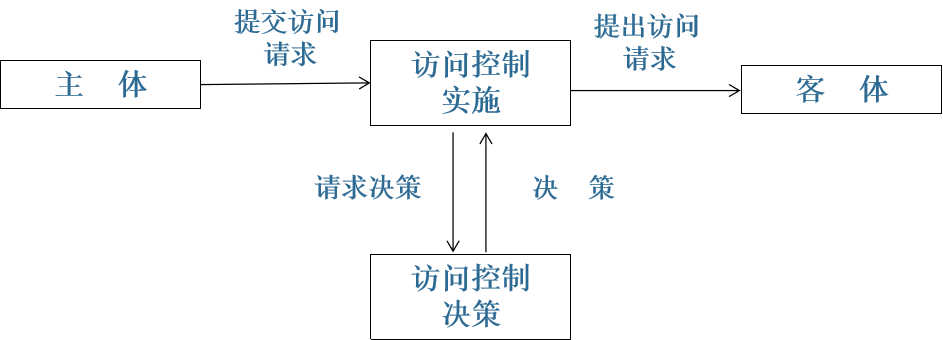 提交访问
请求
提出访问
请求
主 体
访问控制
实施
客 体
请求决策
决 策
访问控制
决策